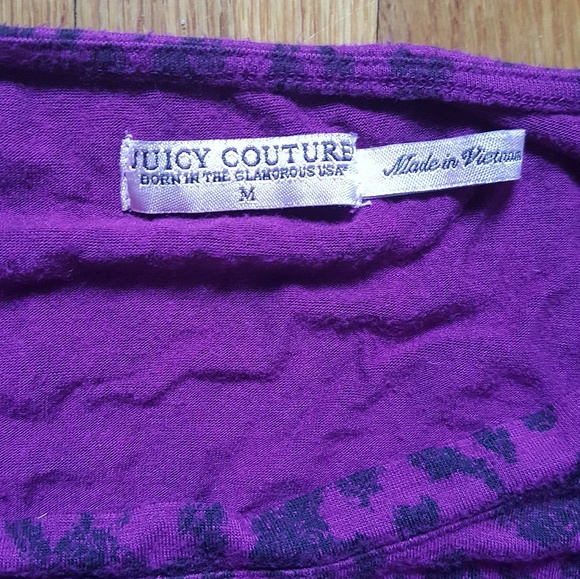 JUICY COUTURE
BORN IN THE GLAMOROUS USA
M
Made in Vietnam